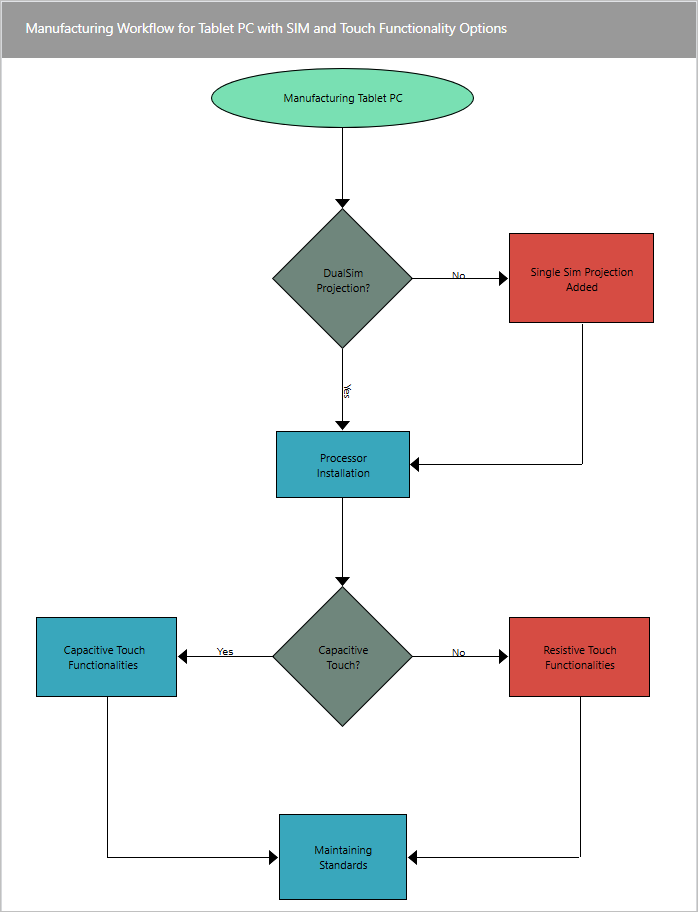 Manufacturing Workflow for Tablet PC with SIM and Touch Functionality Options
Manufacturing Tablet PC
DualSim
Projection?
No
Single Sim Projection
Added
Yes
Processor
Installation
Capacitive Touch
Functionalities
Yes
Capacitive
Touch?
No
Resistive Touch
Functionalities
Maintaining
Standards